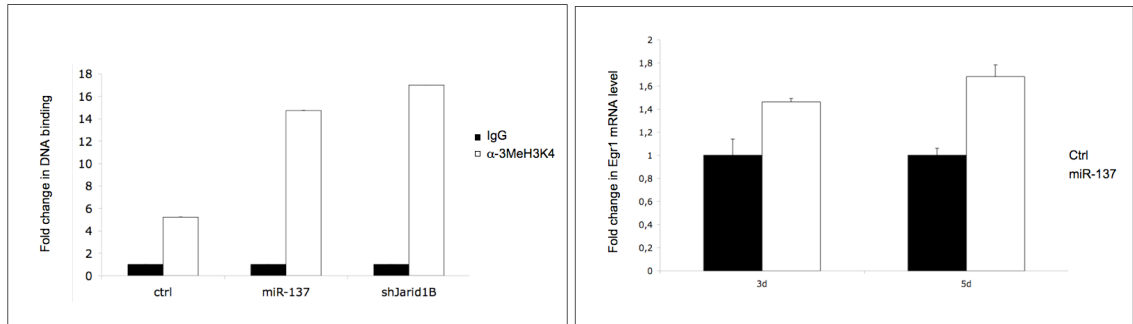 Fold change in DNA binding
18
16
14
12
10
8
6
4
2
0
ctrl
miR-137
shJarid1B
IgG
α-3MeH3K4
Fold change in Egr1 mRNA level
2
1,8
1,6
1,4
1,2
1
0,8
0,6
0,4
0,2
0
3d
5d
Ctrl
miR-137